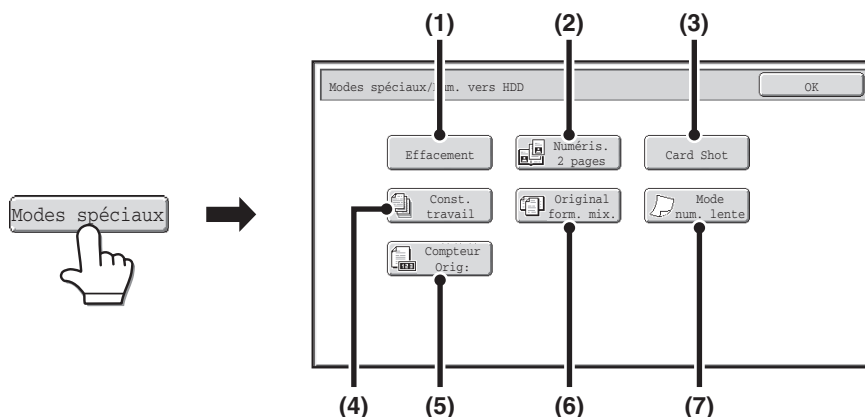 (1) (2) (3)
Modes spéciaux/Num. vers HDD
OK
Effacement
Numéris.
2 pages
Card Shot
Modes spéciaux
Const.
travail
Original
form. mix.
Mode
num. lente
Compteur
Orig:
(4) (5) (6) (7)